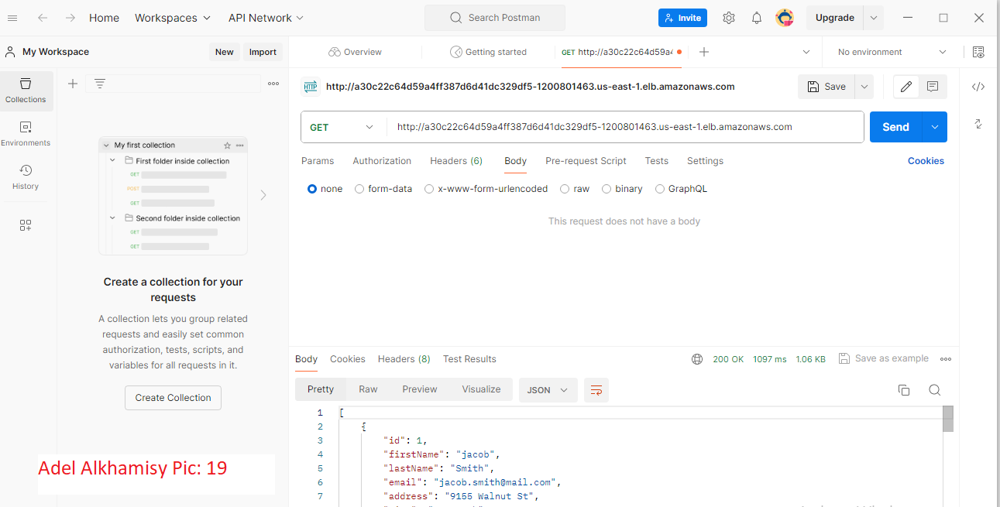 Home Workspaces API Network Search Postman Invite Upgrade
My Workspace New Import Overview Getting started GET http://a30c22c64d59a4 No environment
Collections
Environments
History
My first collection
First folder inside collection
GET
POST
GET
Second folder inside collection
GET
GET
Create a collection for your
requests
A collection lets you group related
requests and easily set common
authorization, tests, scripts, and
variables for all requests in it.
Create Collection
Adel Alkhamisy Pic: 19
HTTP http://a30c22c64d59a4ff387d6d41dc329df5-1200801463.us-east-1.elb.amazonaws.com Save
GET http://a30c22c64d59a4ff387d6d41dc329df5-1200801463.us-east-1.elb.amazonaws.com Send
Params Authorization Headers (6) Body Pre-request Script Tests Settings Cookies
none form-data x-www-form-urlencoded raw binary GraphQL
This request does not have a body
Body Cookies Headers (8) Test Results 200 OK 1097 ms 1.06 KB Save as example
Pretty Raw Preview Visualize JSON
1 [
2 {
3 "id": 1,
4 "firstName": "jacob",
5 "lastName": "Smith",
6 "email": "jacob.smith@mail.com",
7 "address": "9155 Walnut St",